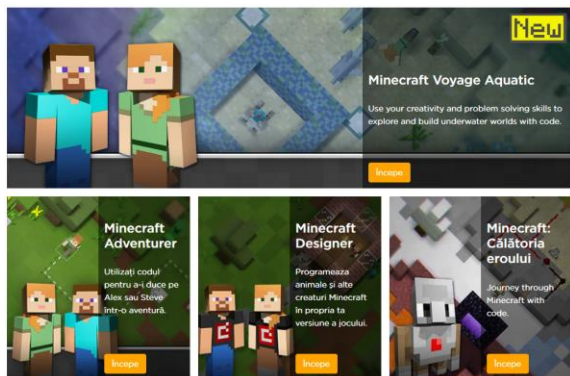 New
Minecraft Voyage Aquatic
Use your creativity and problem solving skills to
explore and build underwater worlds with code.
Începe
Minecraft
Adventurer
Utilizați codul
pentru a-i duce pe
Alex sau Steve
într-o aventură.
Începe
Minecraft
Designer
Programeaza
animale și alte
creaturi Minecraft
în propria ta
versiune a jocului.
Începe
Minecraft:
Călătoria
eroului
Journey through
Minecraft with
code.
Începe